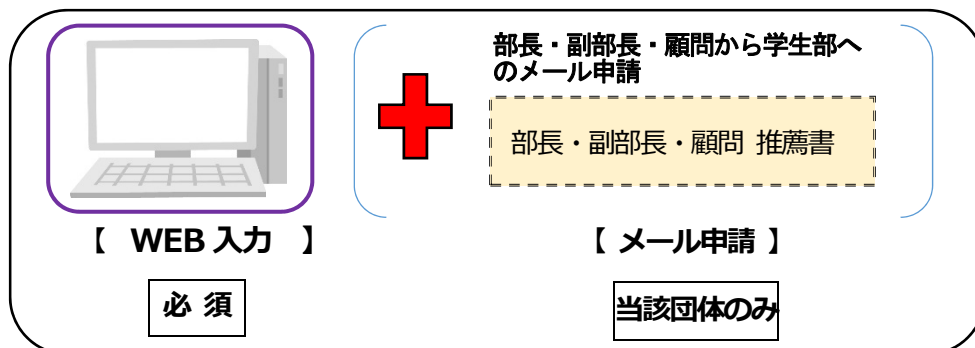 部長・副部長・顧問から学生部へ
のメール申請
部長・副部長・顧問 推薦書
【 WEB 入力 】
【 メール申請 】
必 須
当該団体のみ